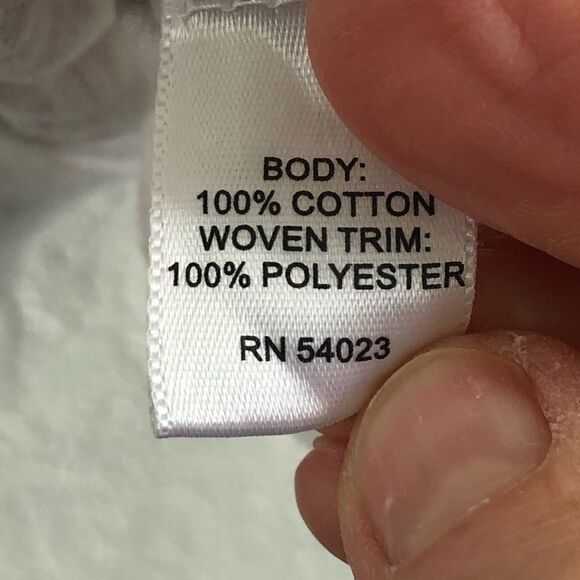 BODY:
100% COTTON
WOVEN TRIM:
100% POLYESTER
RN 54023